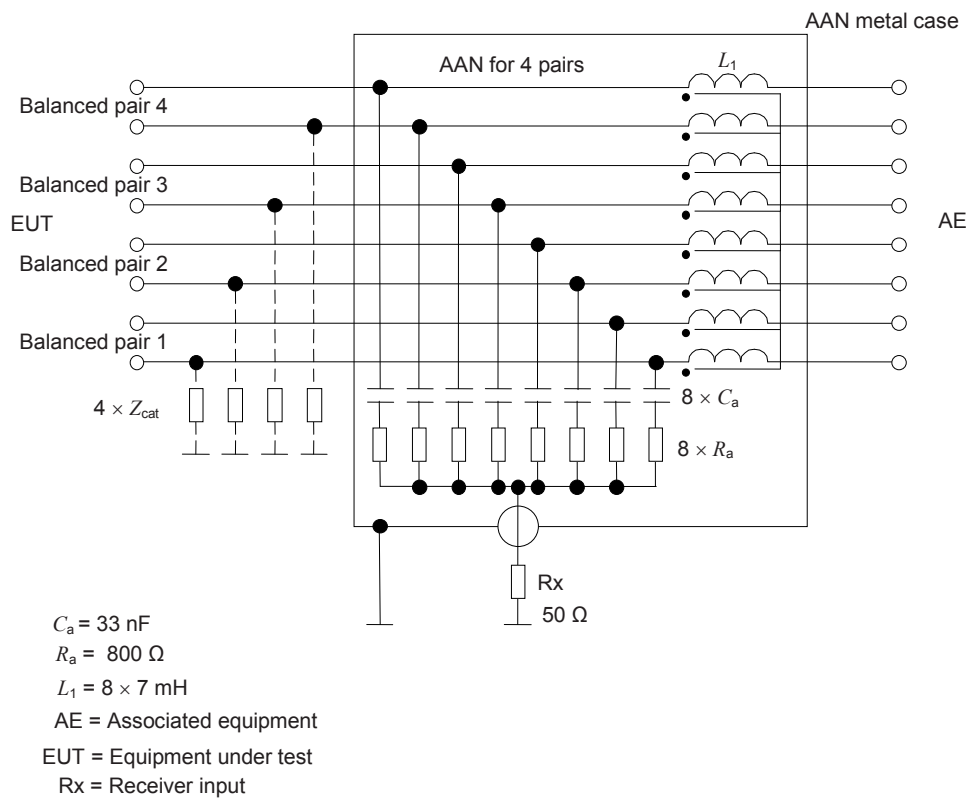 AAN metal case
AAN for 4 pairs
L1
Balanced pair 4
Balanced pair 3
EUT
AE
Balanced pair 2
Balanced pair 1
4 × Zcat
8 × Ca
8 × Ra
Rx
50 Ω
Ca = 33 nF
Ra = 800 Ω
L1 = 8 × 7 mH
AE = Associated equipment
EUT = Equipment under test
Rx = Receiver input